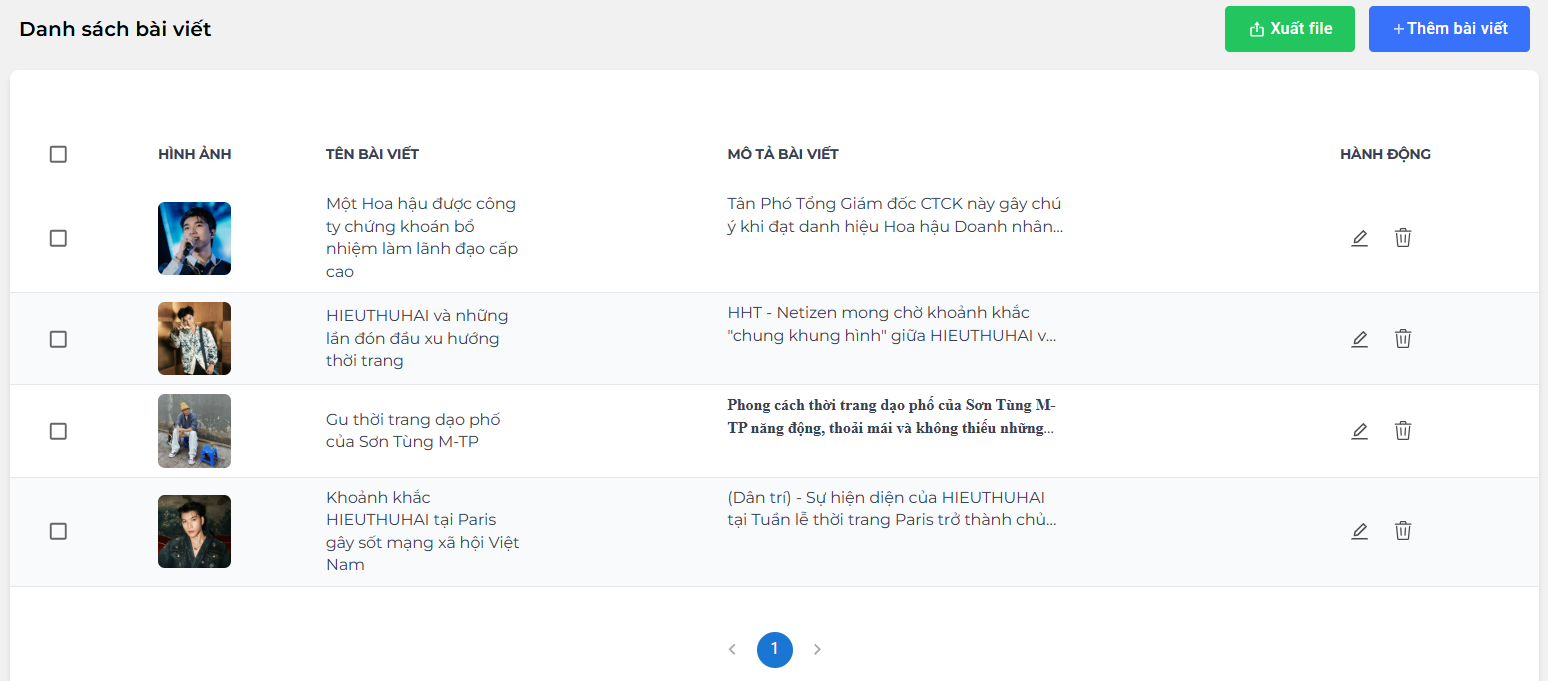 Danh sách bài viết
Xuất file
+Thêm bài viết
HÌNH ẢNH
TÊN BÀI VIẾT
MÔ TẢ BÀI VIẾT
HÀNH ĐỘNG
Một Hoa hậu được công
ty chứng khoán bổ
nhiệm làm lãnh đạo cấp
cao
Tân Phó Tổng Giám đốc CTCK này gây chú
ý khi đạt danh hiệu Hoa hậu Doanh nhân...
HIEUTHUHAI và những
lần đón đầu xu hướng
thời trang
HHT - Netizen mong chờ khoảnh khắc
"chung khung hình" giữa HIEUTHUHAI v...
Gu thời trang dạo phố
của Sơn Tùng M-TP
Phong cách thời trang dạo phố của Sơn Tùng M-
TP năng động, thoải mái và không thiếu những...
Khoảnh khắc
HIEUTHUHAI tại Paris
gây sốt mạng xã hội Việt
Nam
(Dân trí) - Sự hiện diện của HIEUTHUHAI
tại Tuần lễ thời trang Paris trở thành chủ...
1